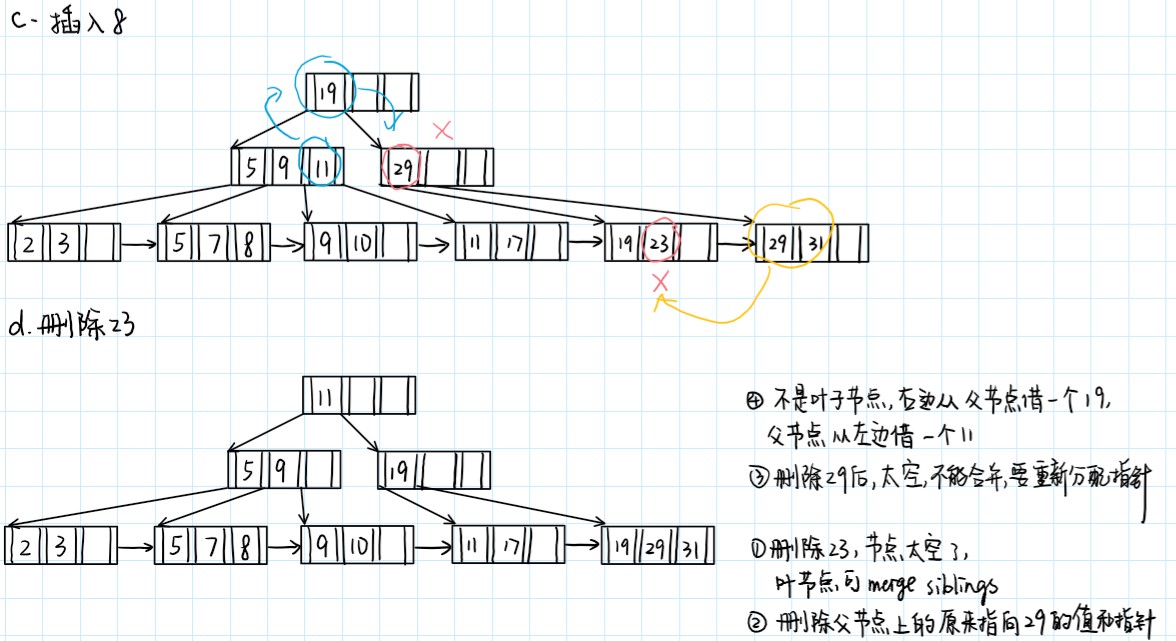 c. 插入8
19
5 9 11 29
2 3 5 7 8 9 10 11 17 19 23 29 31
d. 删除23
11
5 9 19
2 3 5 7 8 9 10 11 17 19 29 31
④ 不是叶子节点,右边从父节点借一个19,
父节点从左边借一个11
③ 删除29后,太空,不能合并,要重新分配指针
① 删除23,节点太空了,
叶节点可merge siblings
② 删除父节点上的原来指向29的值和指针